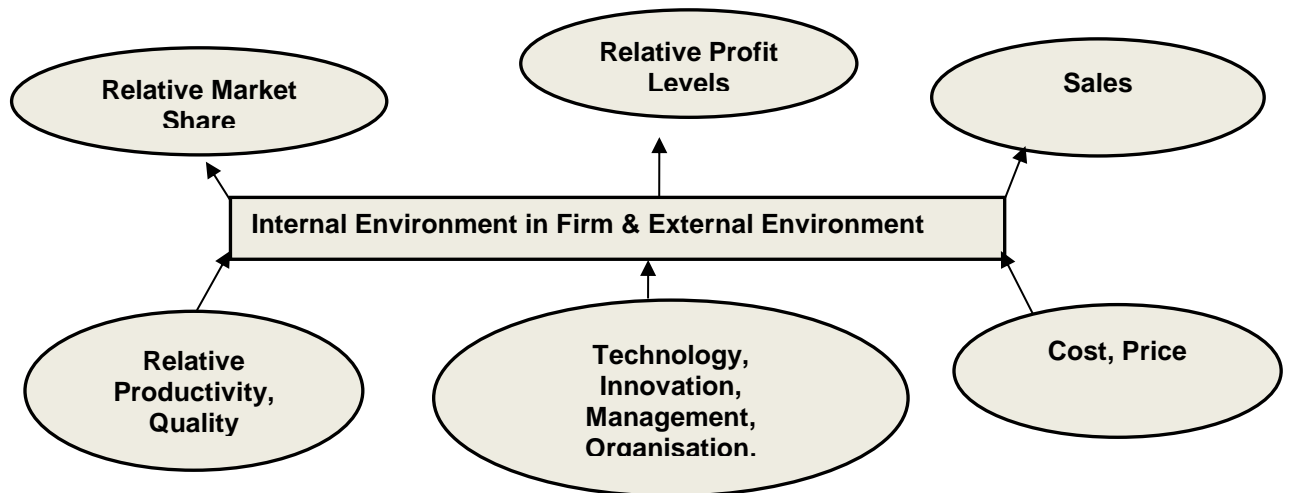 Relative Profit
Levels
Relative Market
Share
Sales
Internal Environment in Firm & External Environment
Relative
Productivity,
Quality
Technology,
Innovation,
Management,
Organisation,
Cost, Price